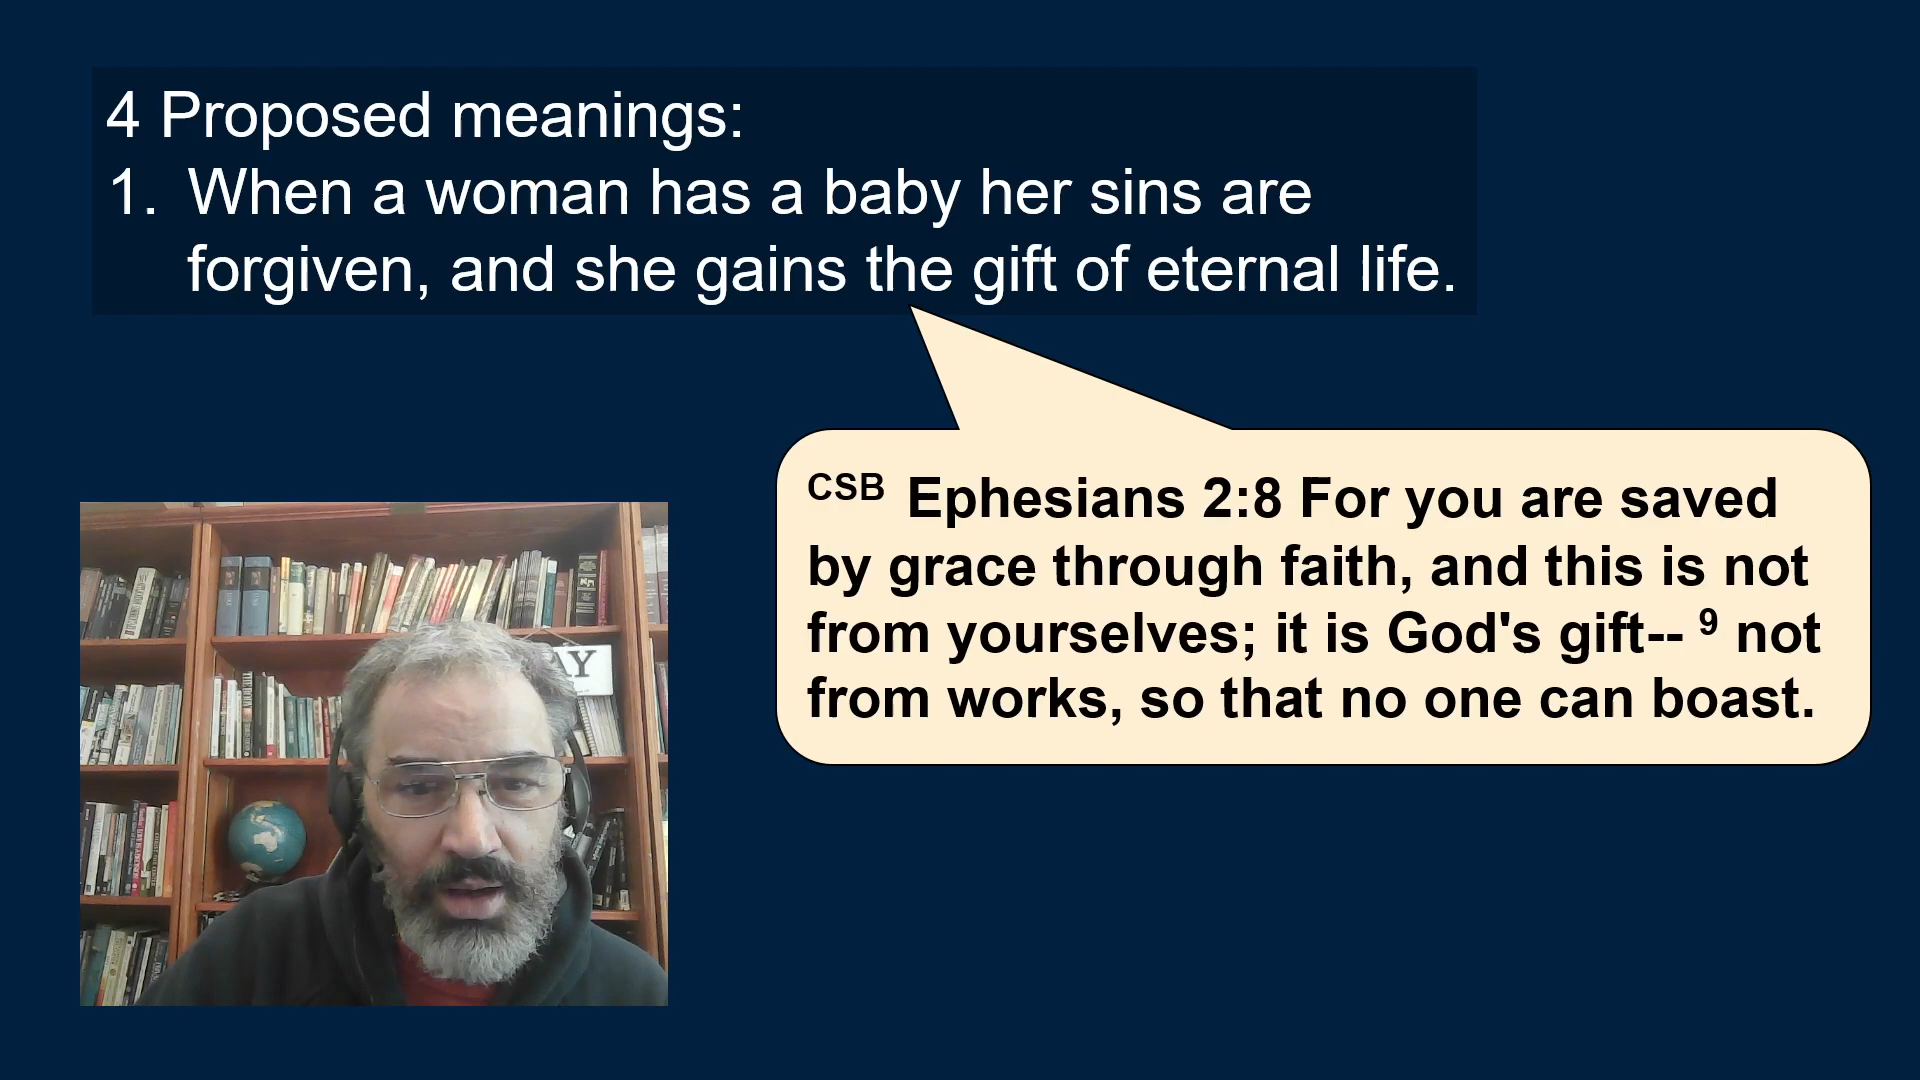 4 Proposed meanings:
1. When a woman has a baby her sins are
forgiven, and she gains the gift of eternal life.
CSB Ephesians 2:8 For you are saved
by grace through faith, and this is not
from yourselves; it is God's gift-- 9 not
from works, so that no one can boast.
AY